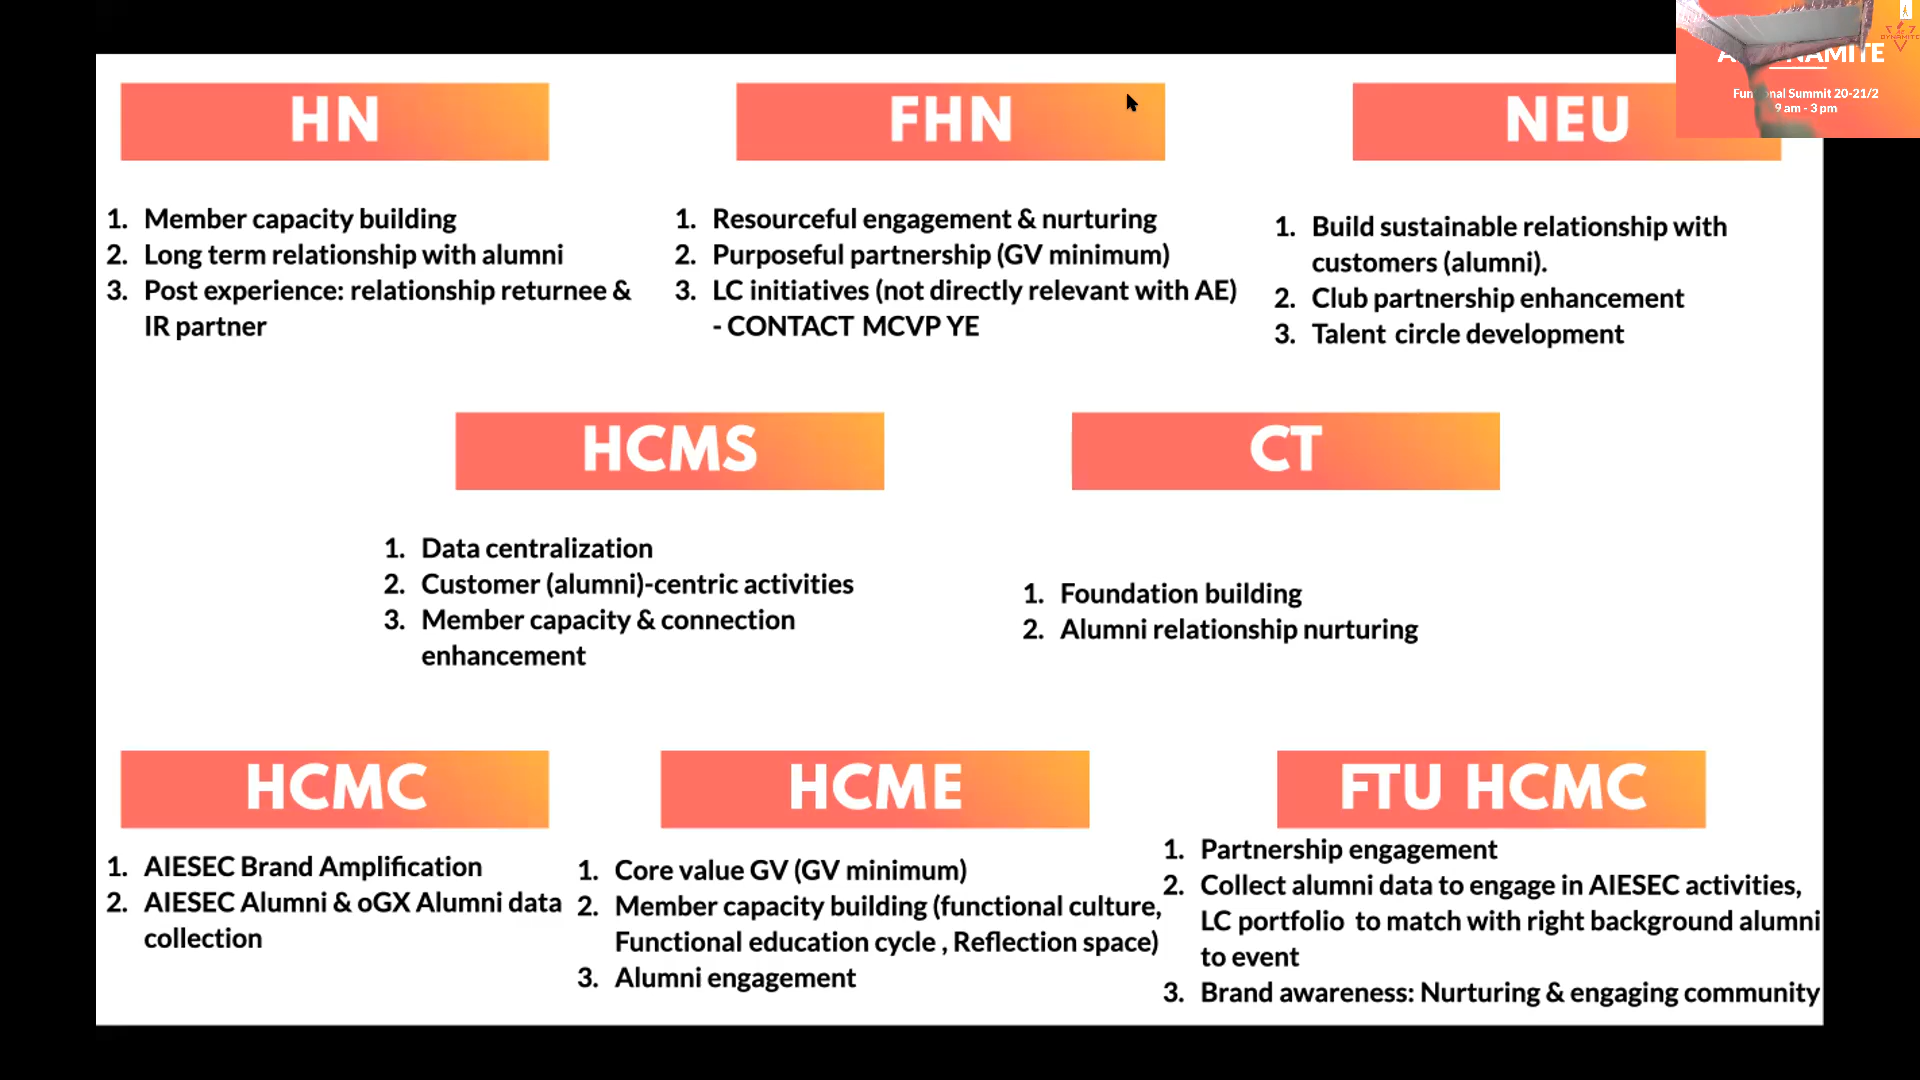 HN
1. Member capacity building
2. Long term relationship with alumni
3. Post experience: relationship returnee &
IR partner
FHN
1. Resourceful engagement & nurturing
2. Purposeful partnership (GV minimum)
3. LC initiatives (not directly relevant with AE)
- CONTACT MCVP YE
NEU
1. Build sustainable relationship with
customers (alumni).
2. Club partnership enhancement
3. Talent circle development
DYNAMITE
Functional Summit 20-21/2
9 am - 3 pm
HCMS
1. Data centralization
2. Customer (alumni)-centric activities
3. Member capacity & connection
enhancement
CT
1. Foundation building
2. Alumni relationship nurturing
HCMC
1. AIESEC Brand Amplification
2. AIESEC Alumni & oGX Alumni data
collection
HCME
1. Core value GV (GV minimum)
2. Member capacity building (functional culture,
Functional education cycle , Reflection space)
3. Alumni engagement
FTU HCMC
1. Partnership engagement
2. Collect alumni data to engage in AIESEC activities,
LC portfolio to match with right background alumni
to event
3. Brand awareness: Nurturing & engaging community